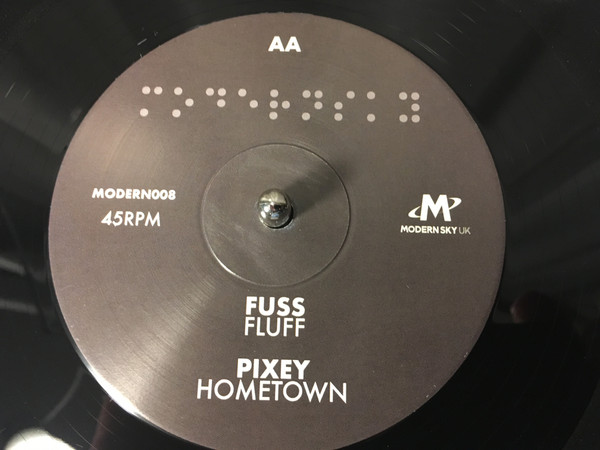 AA
⠍⠕⠙⠑⠗⠝⠎⠅⠽
MODERN008
45RPM
M
MODERN SKY UK
FUSS
FLUFF
PIXEY
HOMETOWN